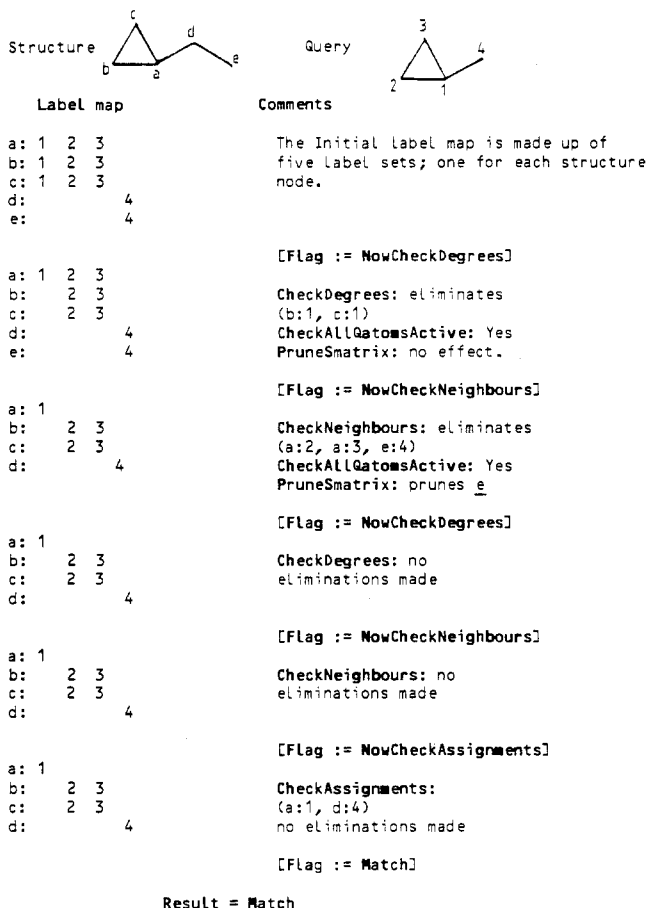 c
d
Structure
b
a
e
Query
3
4
2
1
Label map
Comments
a: 1 2 3
b: 1 2 3
c: 1 2 3
d: 4
e: 4
The Initial label map is made up of
five label sets; one for each structure
node.
[Flag := NowCheckDegrees]
a: 1 2 3
b: 2 3
c: 2 3
d: 4
e: 4
CheckDegrees: eliminates
(b:1, c:1)
CheckAllQatomsActive: Yes
PruneSmatrix: no effect.
[Flag := NowCheckNeighbours]
a: 1
b: 2 3
c: 2 3
d: 4
CheckNeighbours: eliminates
(a:2, a:3, e:4)
CheckAllQatomsActive: Yes
PruneSmatrix: prunes e
[Flag := NowCheckDegrees]
a: 1
b: 2 3
c: 2 3
d: 4
CheckDegrees: no
eliminations made
[Flag := NowCheckNeighbours]
a: 1
b: 2 3
c: 2 3
d: 4
CheckNeighbours: no
eliminations made
[Flag := NowCheckAssignments]
a: 1
b: 2 3
c: 2 3
d: 4
CheckAssignments:
(a:1, d:4)
no eliminations made
[Flag := Match]
Result = Match